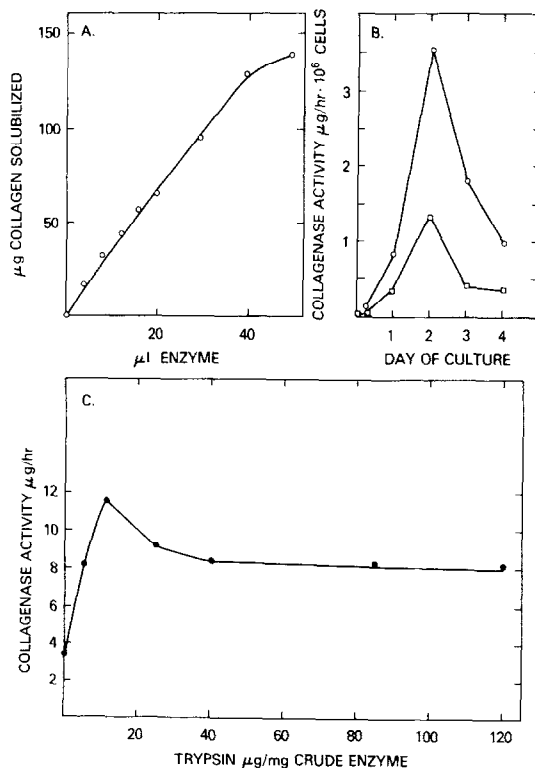 A.
µg COLLAGEN SOLUBILIZED
150
100
50
20
40
µl ENZYME
B.
COLLAGENASE ACTIVITY µg/hr·10⁶ CELLS
3
2
1
1 2 3 4
DAY OF CULTURE
C.
COLLAGENASE ACTIVITY µg/hr
12
10
8
6
4
2
0 20 40 60 80 100 120
TRYPSIN µg/mg CRUDE ENZYME